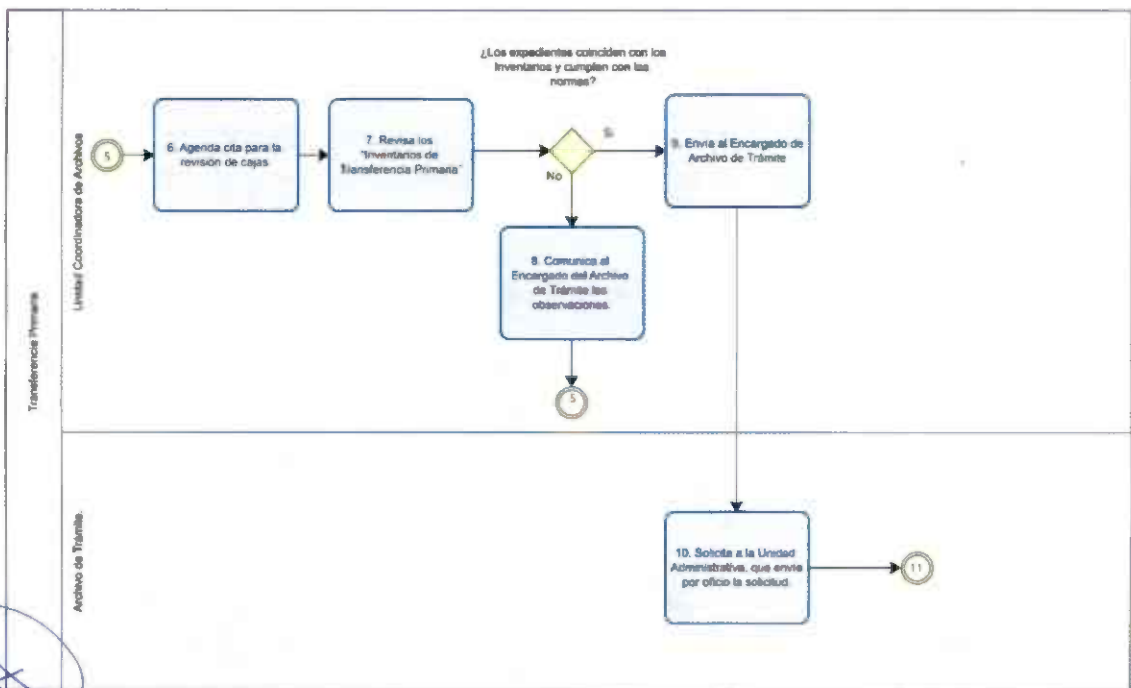 ¿Los expedientes coinciden con los
Inventarios y cumplen con las
normas?
Transferencia Primaria
Unidad Coordinadora de Archivos
5
6. Agenda cita para la
revisión de cajas
7. Revisa los
"Inventarios de
Transferencia Primaria"
Si
No
9. Envía al Encargado de
Archivo de Trámite
8. Comunica al
Encargado del Archivo
de Trámite las
observaciones.
5
Archivo de Trámite.
10. Solicita a la Unidad
Administrativa, que envíe
por oficio la solicitud.
11